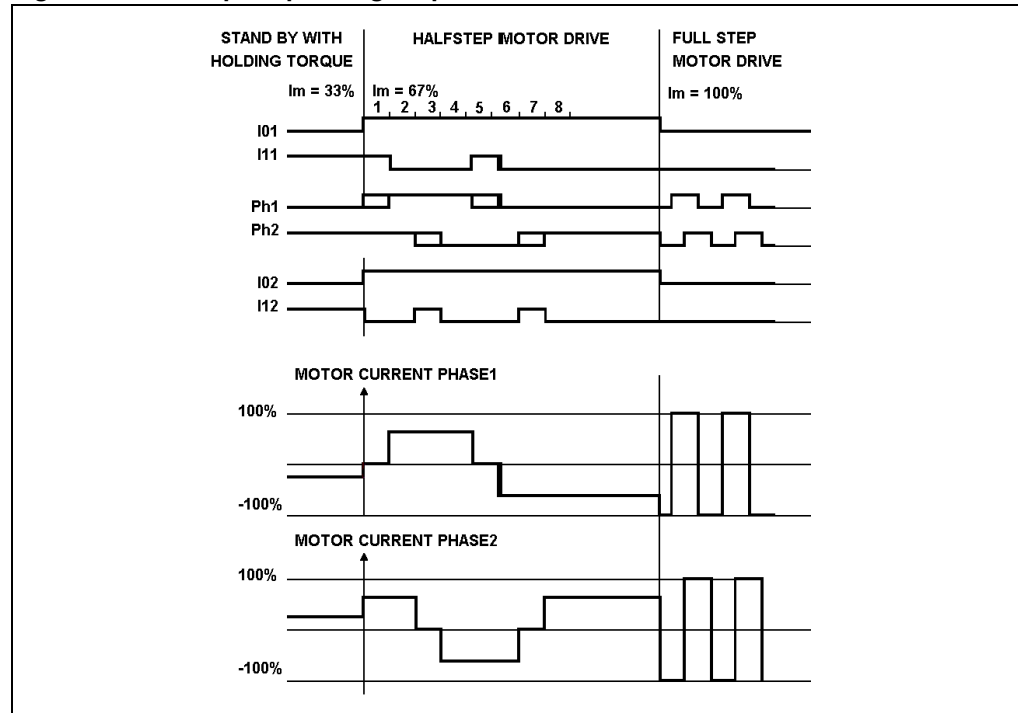 STAND BY WITH
HOLDING TORQUE
HALFSTEP MOTOR DRIVE
FULL STEP
MOTOR DRIVE
Im = 33%
Im = 67%
Im = 100%
1 2 3 4 5 6 7 8
I01
I11
Ph1
Ph2
I02
I12
MOTOR CURRENT PHASE1
100%
-100%
MOTOR CURRENT PHASE2
100%
-100%